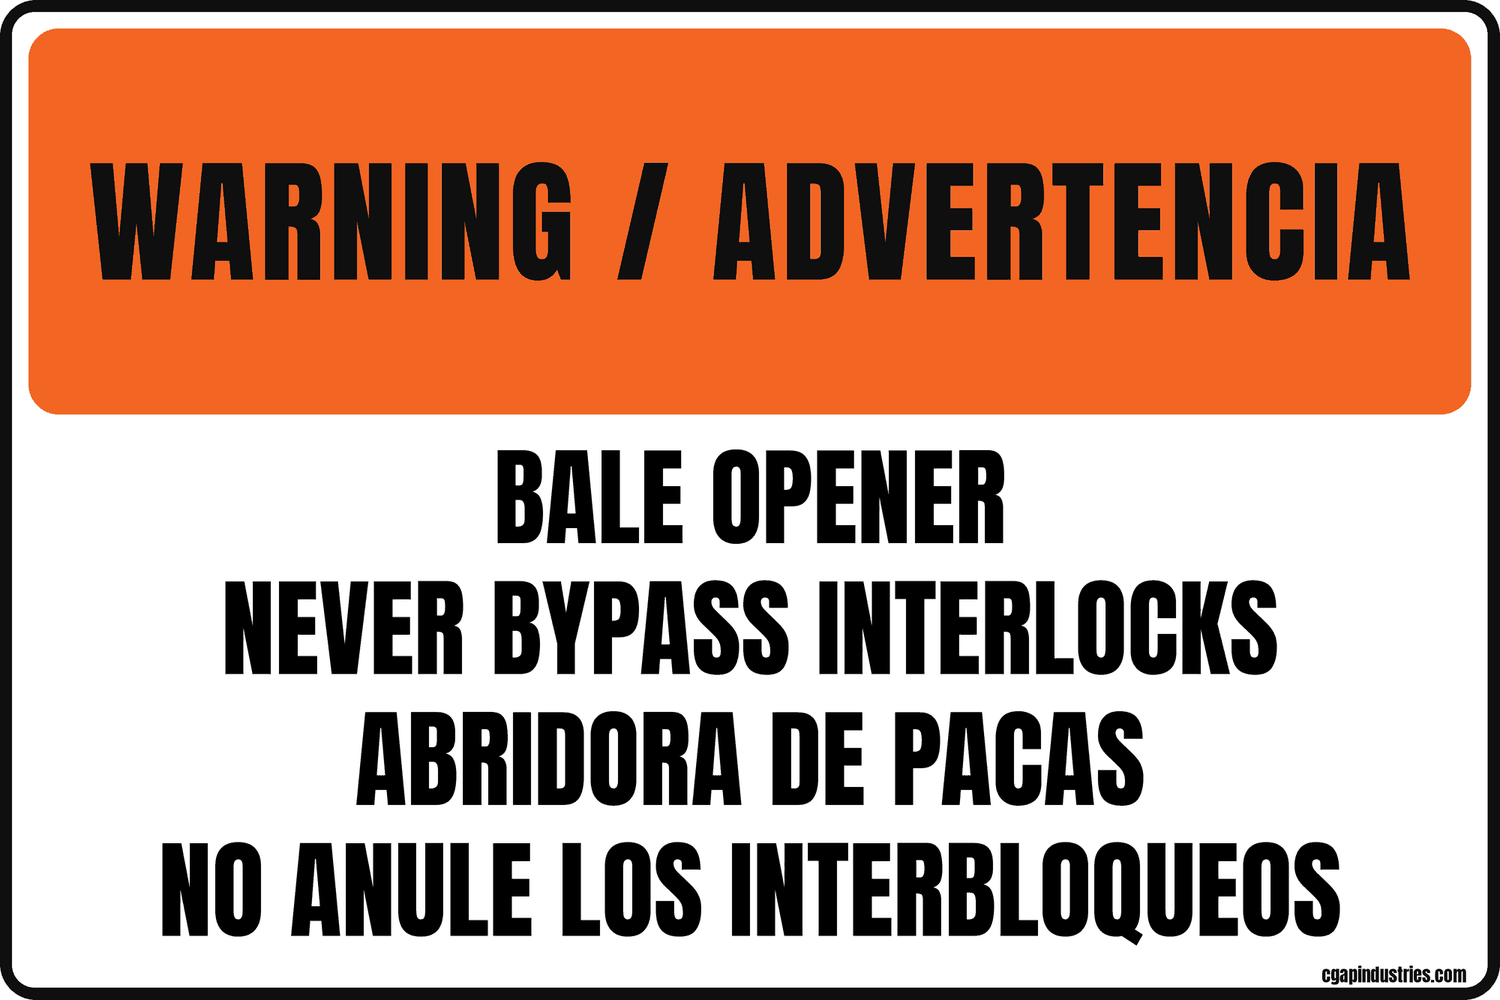 WARNING / ADVERTENCIA
BALE OPENER
NEVER BYPASS INTERLOCKS
ABRIDORA DE PACAS
NO ANULE LOS INTERBLOQUEOS
cgapindustries.com